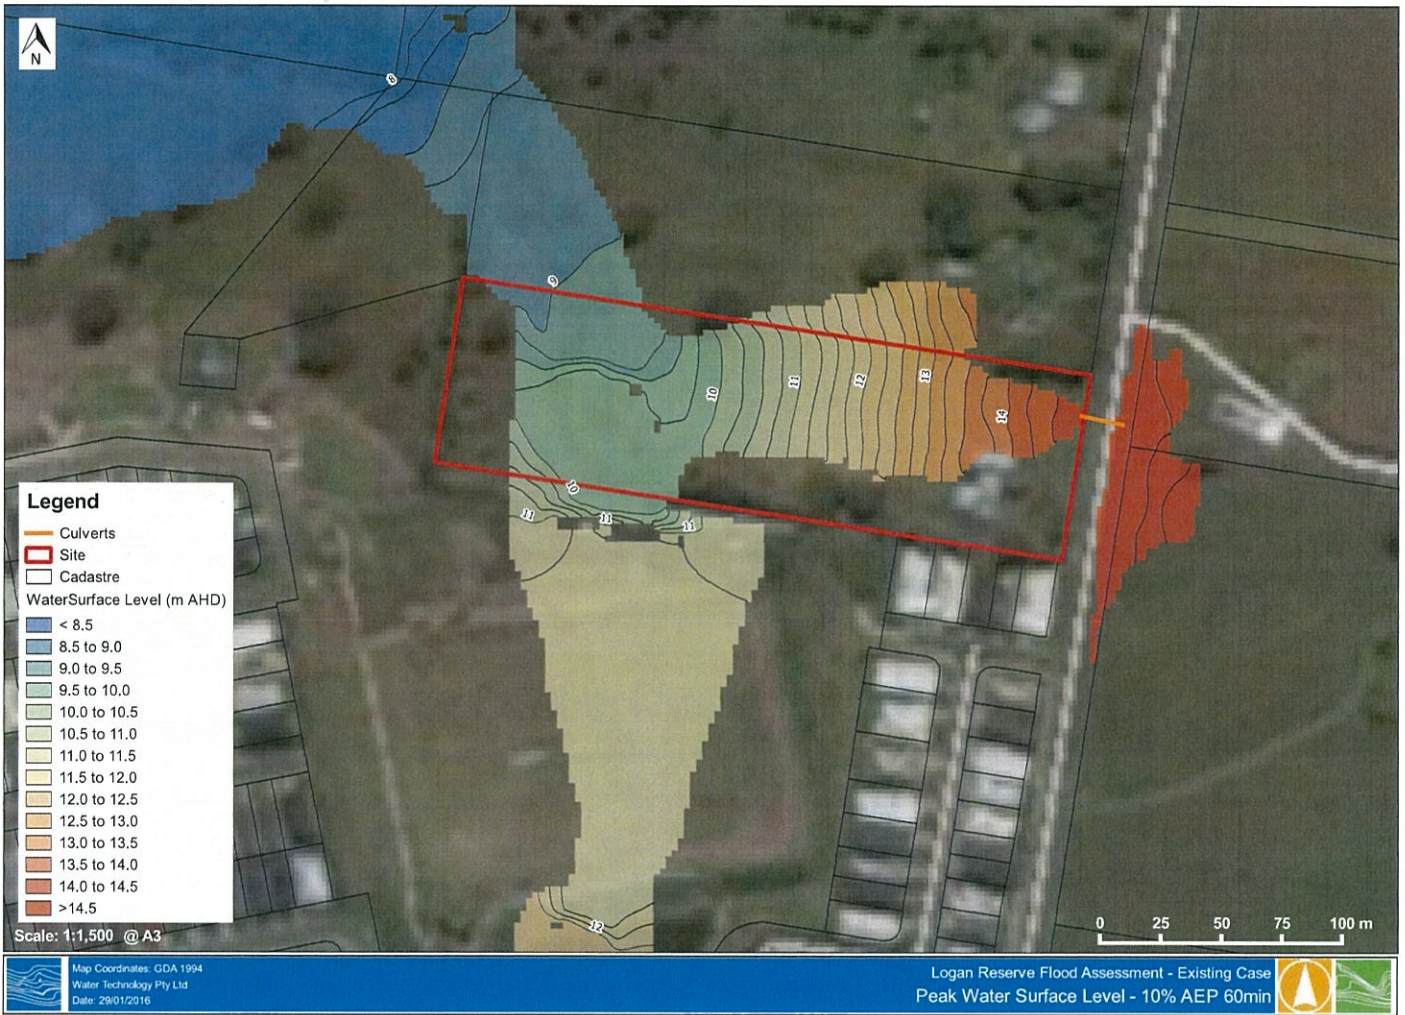 N
8
9
10
11
12
13
14
10
11
11
11
12
Legend
Culverts
Site
Cadastre
WaterSurface Level (m AHD)
< 8.5
8.5 to 9.0
9.0 to 9.5
9.5 to 10.0
10.0 to 10.5
10.5 to 11.0
11.0 to 11.5
11.5 to 12.0
12.0 to 12.5
12.5 to 13.0
13.0 to 13.5
13.5 to 14.0
14.0 to 14.5
>14.5
Scale: 1:1,500 @ A3
0 25 50 75 100 m
Map Coordinates: GDA 1994
Water Technology Pty Ltd
Date: 29/01/2016
Logan Reserve Flood Assessment - Existing Case
Peak Water Surface Level - 10% AEP 60min